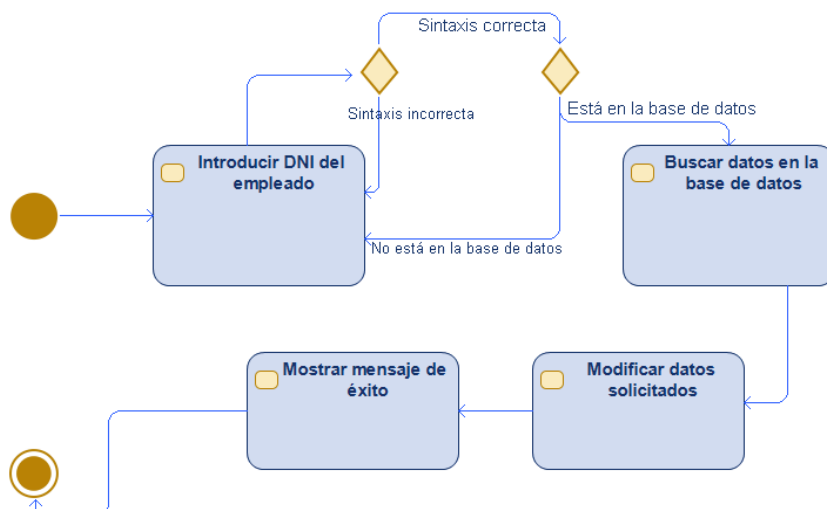 Sintaxis correcta
Sintaxis incorrecta
Está en la base de datos
Introducir DNI del
empleado
Buscar datos en la
base de datos
No está en la base de datos
Mostrar mensaje de
éxito
Modificar datos
solicitados